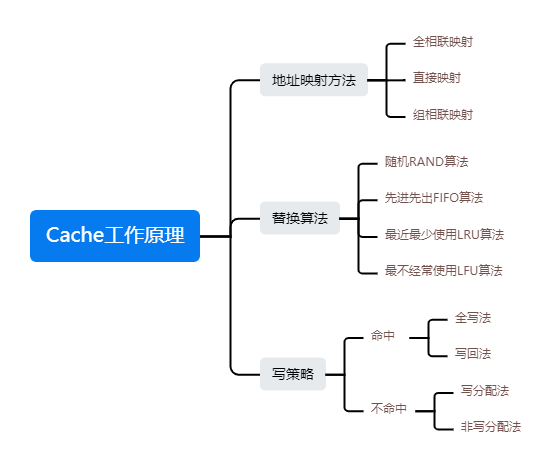 Cache工作原理
地址映射方法
全相联映射
直接映射
组相联映射
替换算法
随机RAND算法
先进先出FIFO算法
最近最少使用LRU算法
最不经常使用LFU算法
写策略
命中
全写法
写回法
不命中
写分配法
非写分配法